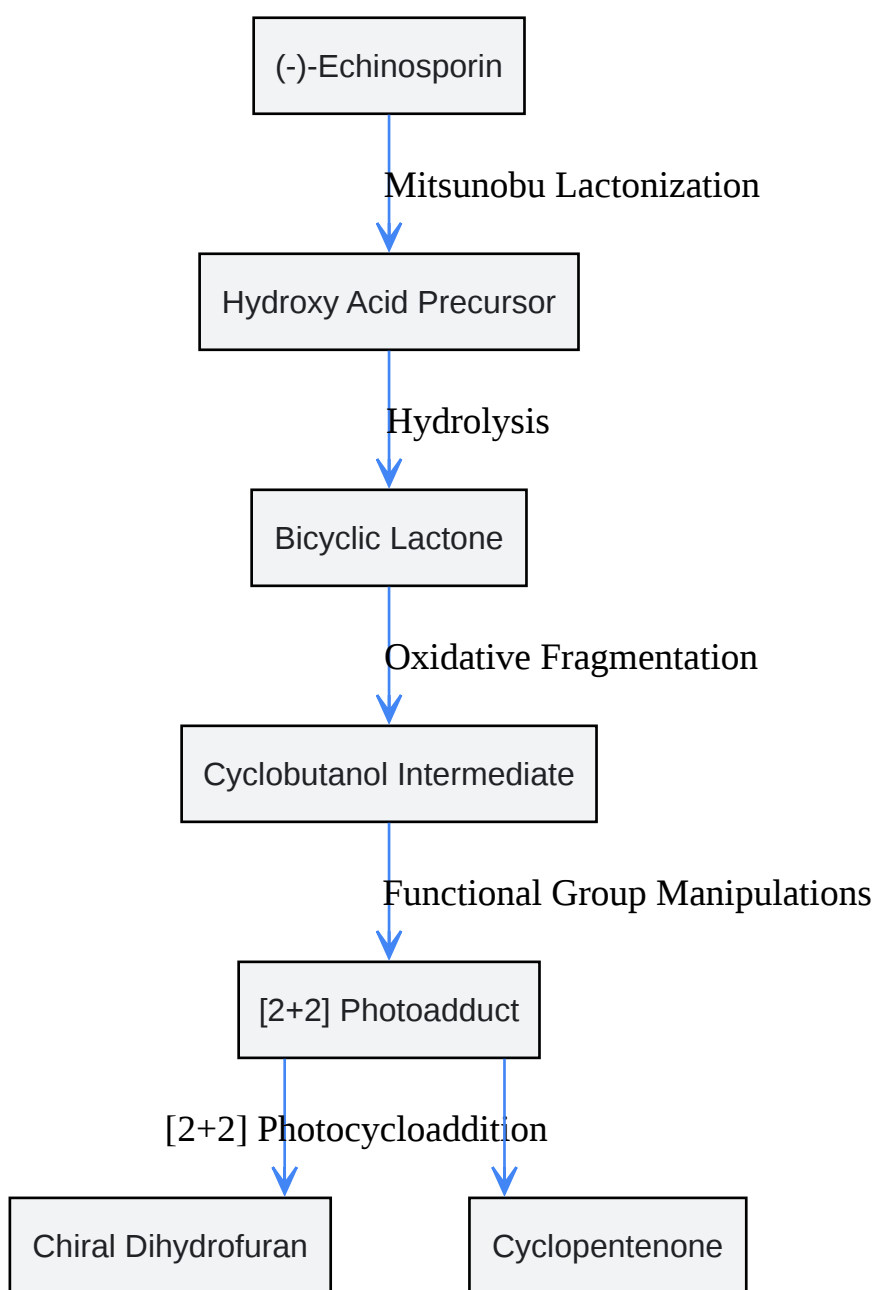 (-)-Echinosporin
Mitsunobu Lactonization
Hydroxy Acid Precursor
Hydrolysis
Bicyclic Lactone
Oxidative Fragmentation
Cyclobutanol Intermediate
Functional Group Manipulations
[2+2] Photoadduct
[2+2] Photocycloaddition
Chiral Dihydrofuran
Cyclopentenone